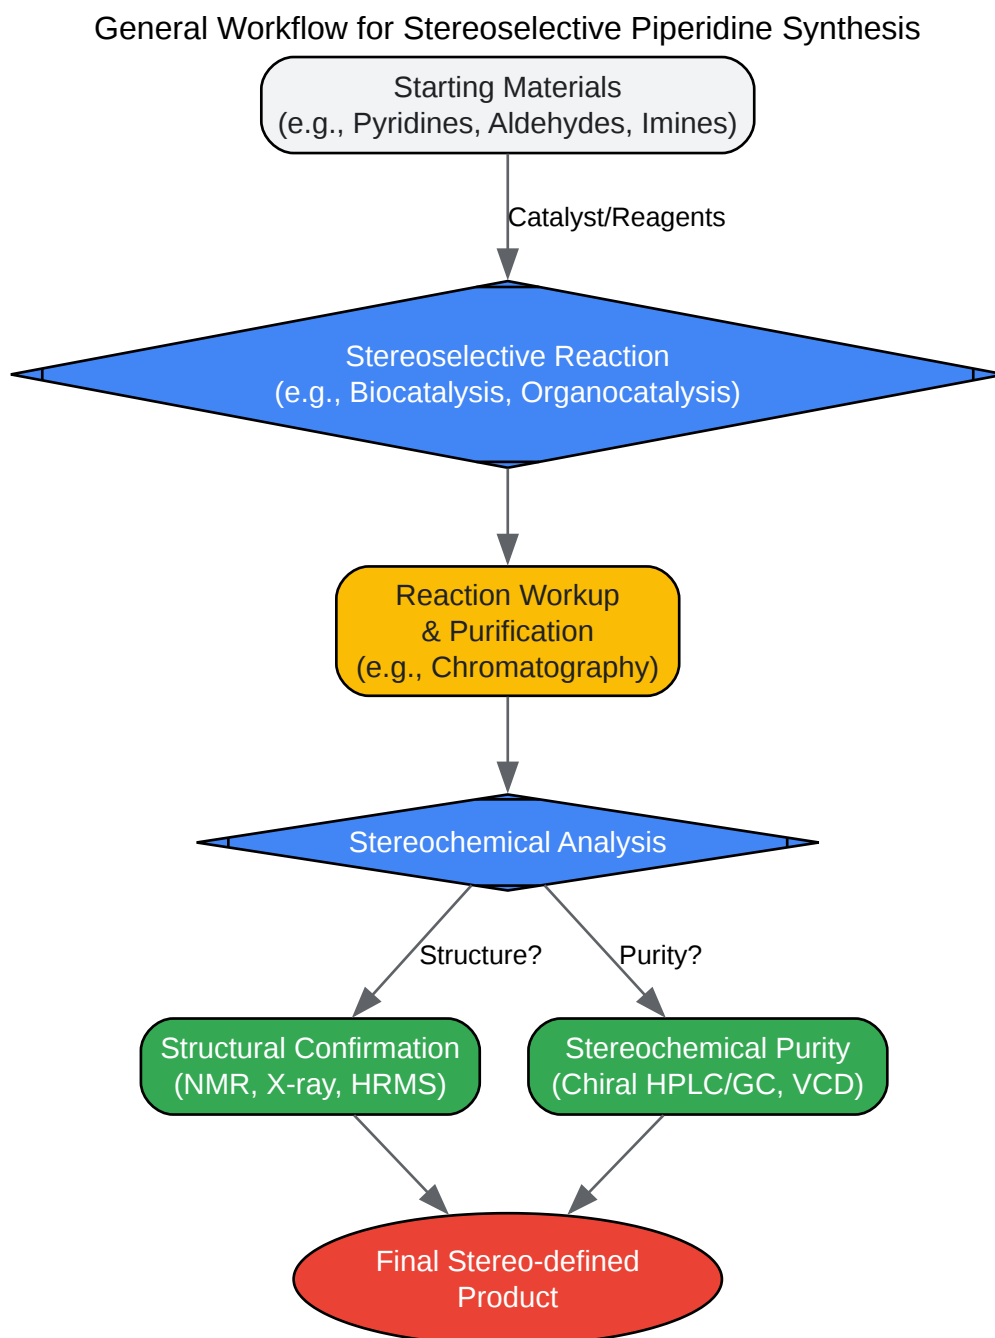 General Workflow for Stereoselective Piperidine Synthesis
Starting Materials
(e.g., Pyridines, Aldehydes, Imines)
Catalyst/Reagents
Stereoselective Reaction
(e.g., Biocatalysis, Organocatalysis)
Reaction Workup
& Purification
(e.g., Chromatography)
Stereochemical Analysis
Structure?
Purity?
Structural Confirmation
(NMR, X-ray, HRMS)
Stereochemical Purity
(Chiral HPLC/GC, VCD)
Final Stereo-defined
Product